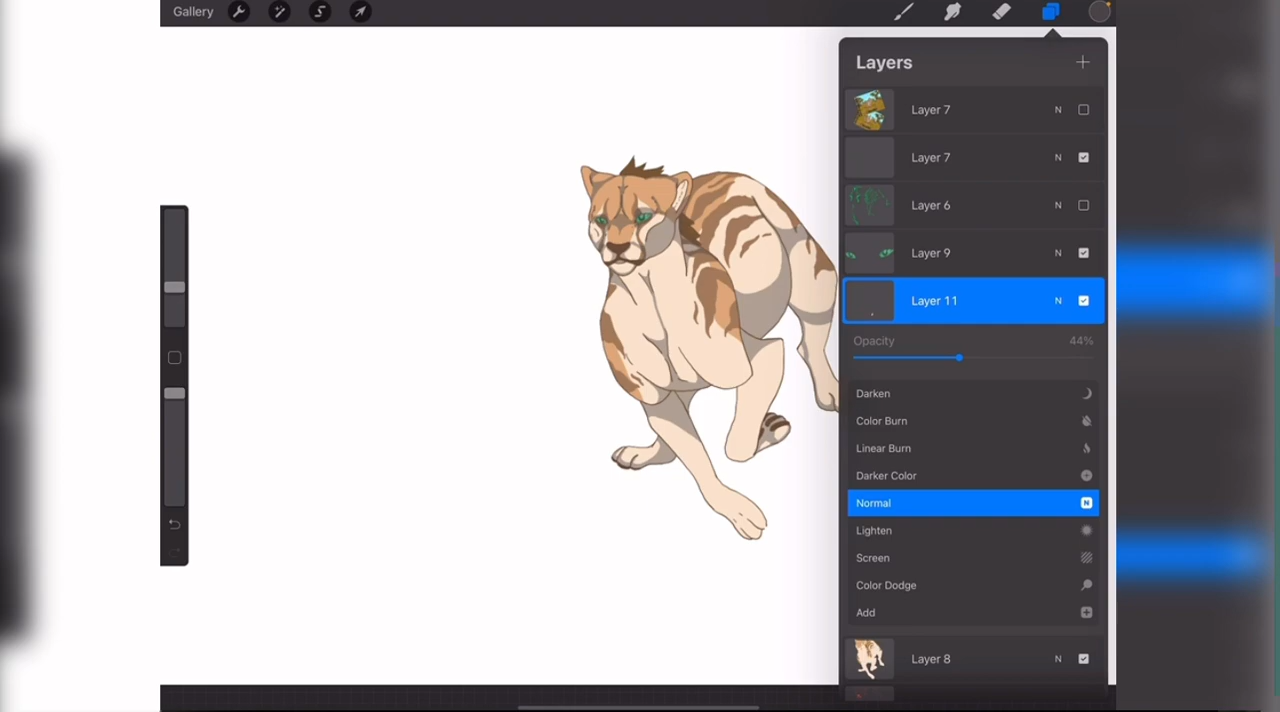 Gallery
Layers
Layer 7 N
Layer 7 N
Layer 6 N
Layer 9 N
Layer 11 N
Opacity 44%
Darken
Color Burn
Linear Burn
Darker Color
Normal N
Lighten
Screen
Color Dodge
Add
Layer 8 N